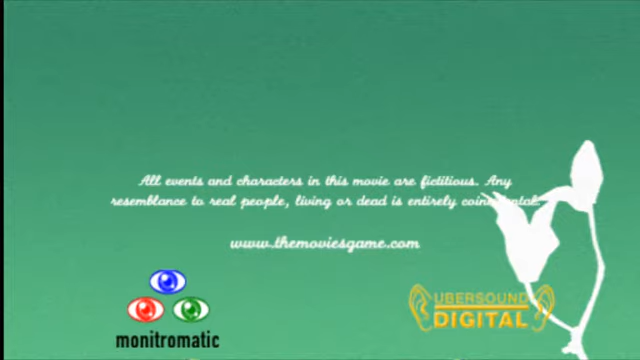 All events and characters in this movie are fictitious. Any
resemblance to real people, living or dead is entirely coincidental.
www.themoviesgame.com
monitromatic
UBERSOUND
DIGITAL